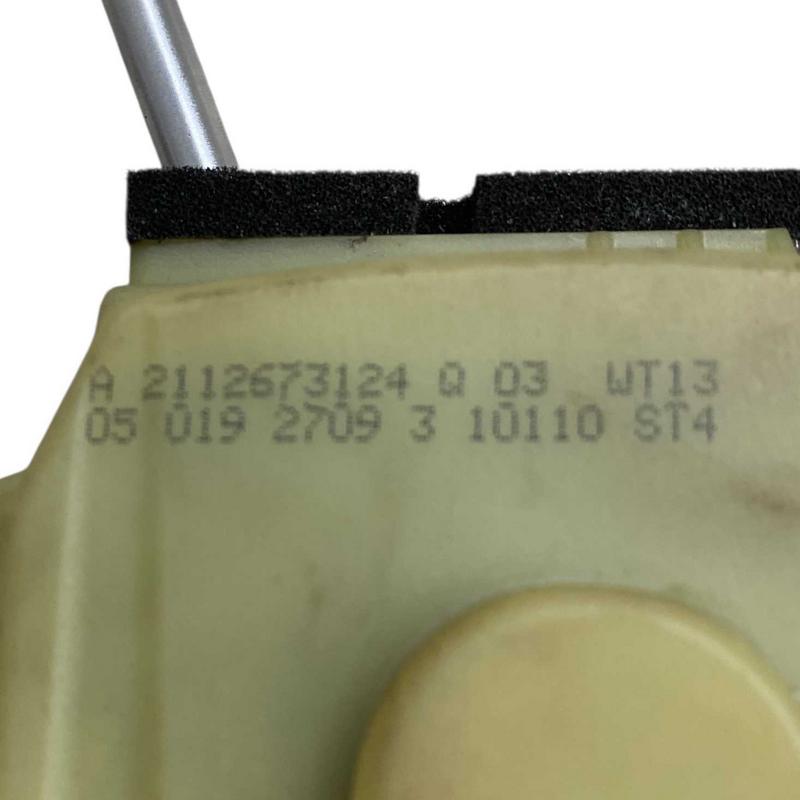 A 2112673124 Q 03 WT13
05 019 2709 3 10110 ST4